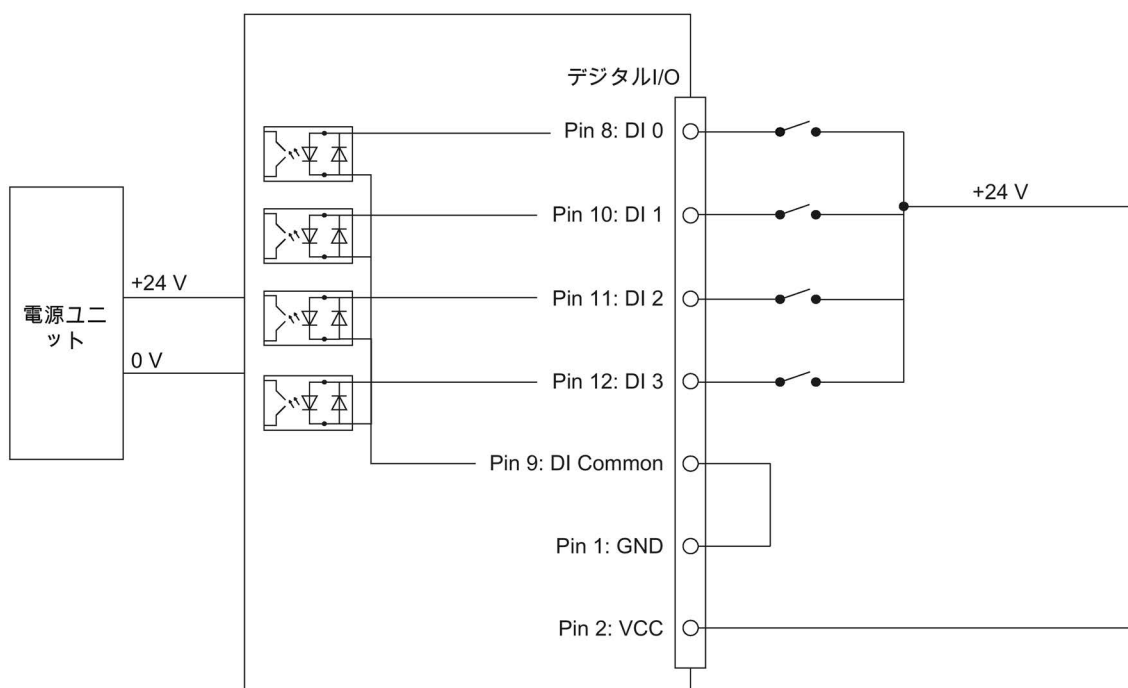 デジタルI/O
Pin 8: DI 0
+24 V
Pin 10: DI 1
+24 V
Pin 11: DI 2
電源ユニ
ット
0 V
Pin 12: DI 3
Pin 9: DI Common
Pin 1: GND
Pin 2: VCC